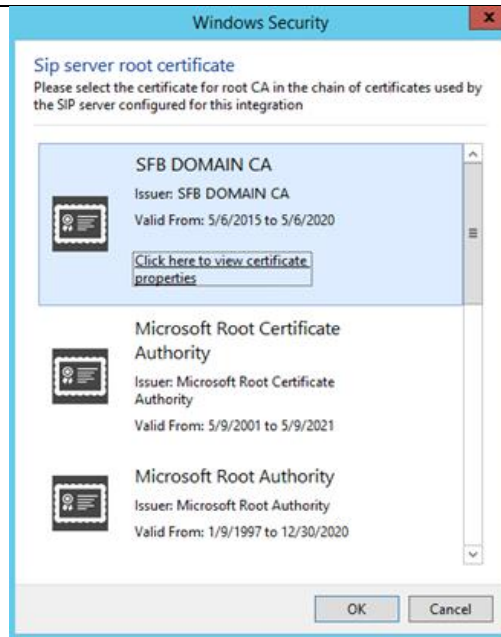 Windows Security
x
Sip server root certificate
Please select the certificate for root CA in the chain of certificates used by
the SIP server configured for this integration
SFB DOMAIN CA
Issuer: SFB DOMAIN CA
Valid From: 5/6/2015 to 5/6/2020
Click here to view certificate
properties
Microsoft Root Certificate
Authority
Issuer: Microsoft Root Certificate
Authority
Valid From: 5/9/2001 to 5/9/2021
Microsoft Root Authority
Issuer: Microsoft Root Authority
Valid From: 1/9/1997 to 12/30/2020
OK Cancel